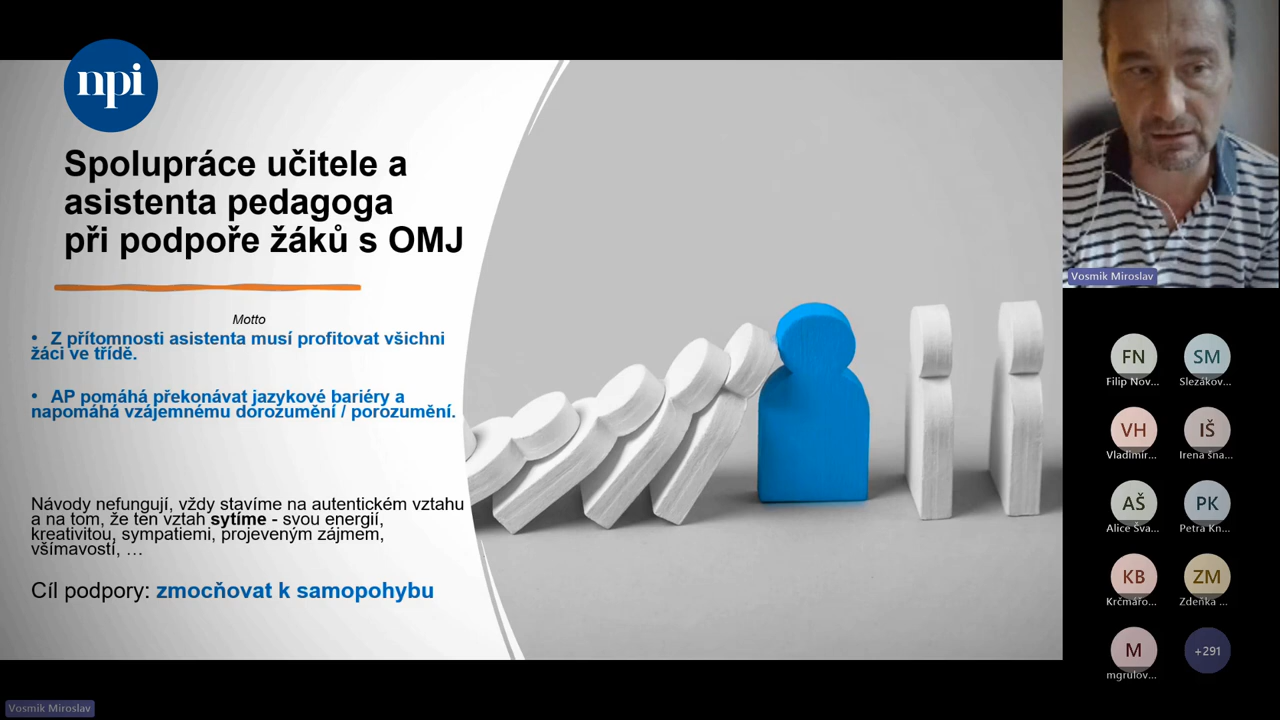 npi
Spolupráce učitele a
asistenta pedagoga
při podpoře žáků s OMJ
Motto
• Z přítomnosti asistenta musí profitovat všichni
žáci ve třídě.
• AP pomáhá překonávat jazykové bariéry a
napomáhá vzájemnému dorozumění / porozumění.
Návody nefungují, vždy stavíme na autentickém vztahu
a na tom, že ten vztah sytíme - svou energií,
kreativitou, sympatiemi, projeveným zájmem,
všímavostí, …
Cíl podpory: zmocňovat k samopohybu
Vosmik Miroslav
Vosmik Miroslav
FN
Filip Nov...
SM
Slezákov...
VH
Vladimír...
IŠ
Irena šna...
AŠ
Alice Šva...
PK
Petra Kn...
KB
Krčmářo...
ZM
Zdeňka ...
M
mgrulov...
+291